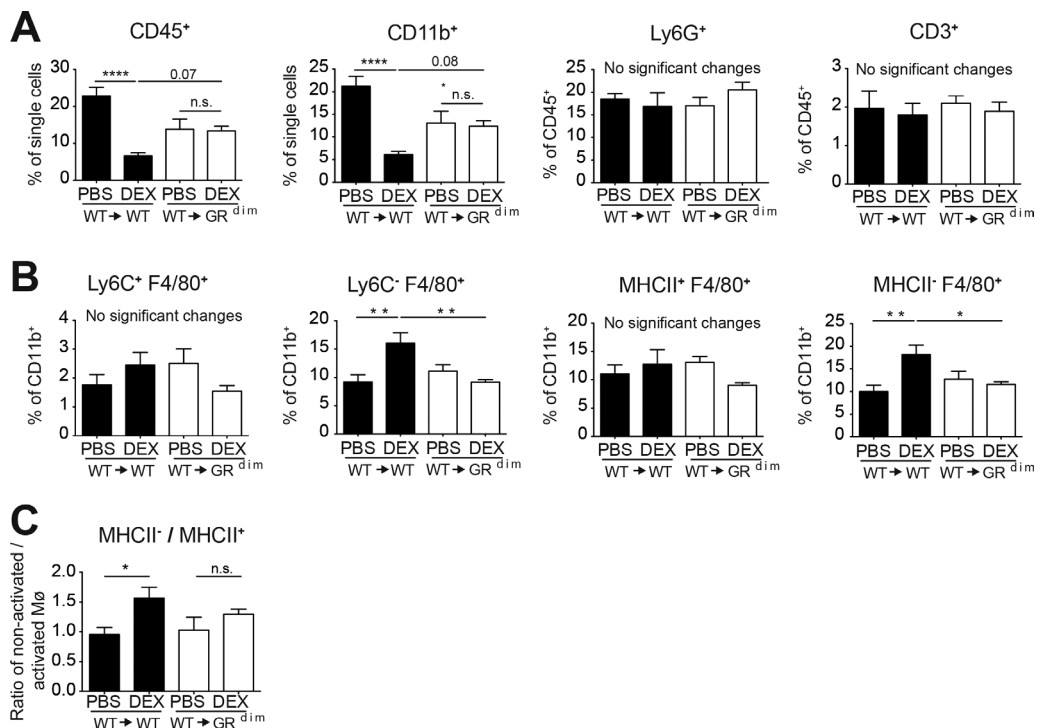 A
CD45⁺
% of single cells
30
20
10
0
****
0.07
n.s.
PBS DEX PBS DEX
WT → WT WT → GR dim
CD11b⁺
% of single cells
25
20
15
10
5
0
****
0.08
*
n.s.
PBS DEX PBS DEX
WT → WT WT → GR dim
Ly6G⁺
No significant changes
% of CD45⁺
25
20
15
10
5
0
PBS DEX PBS DEX
WT → WT WT → GR dim
CD3⁺
No significant changes
% of CD45⁺
3
2
1
0
PBS DEX PBS DEX
WT → WT WT → GR dim
B
Ly6C⁺ F4/80⁺
No significant changes
% of CD11b⁺
4
3
2
1
0
PBS DEX PBS DEX
WT → WT WT → GR dim
Ly6C⁻ F4/80⁺
% of CD11b⁺
20
15
10
5
0
* *
* *
PBS DEX PBS DEX
WT → WT WT → GR dim
MHCII⁺ F4/80⁺
No significant changes
% of CD11b⁺
20
15
10
5
0
PBS DEX PBS DEX
WT → WT WT → GR dim
MHCII⁻ F4/80⁺
% of CD11b⁺
25
20
15
10
5
0
* *
*
PBS DEX PBS DEX
WT → WT WT → GR dim
C
MHCII⁻ / MHCII⁺
Ratio of non-activated /
activated Mø
2.0
1.5
1.0
0.5
0.0
*
n.s.
PBS DEX PBS DEX
WT → WT WT → GR dim